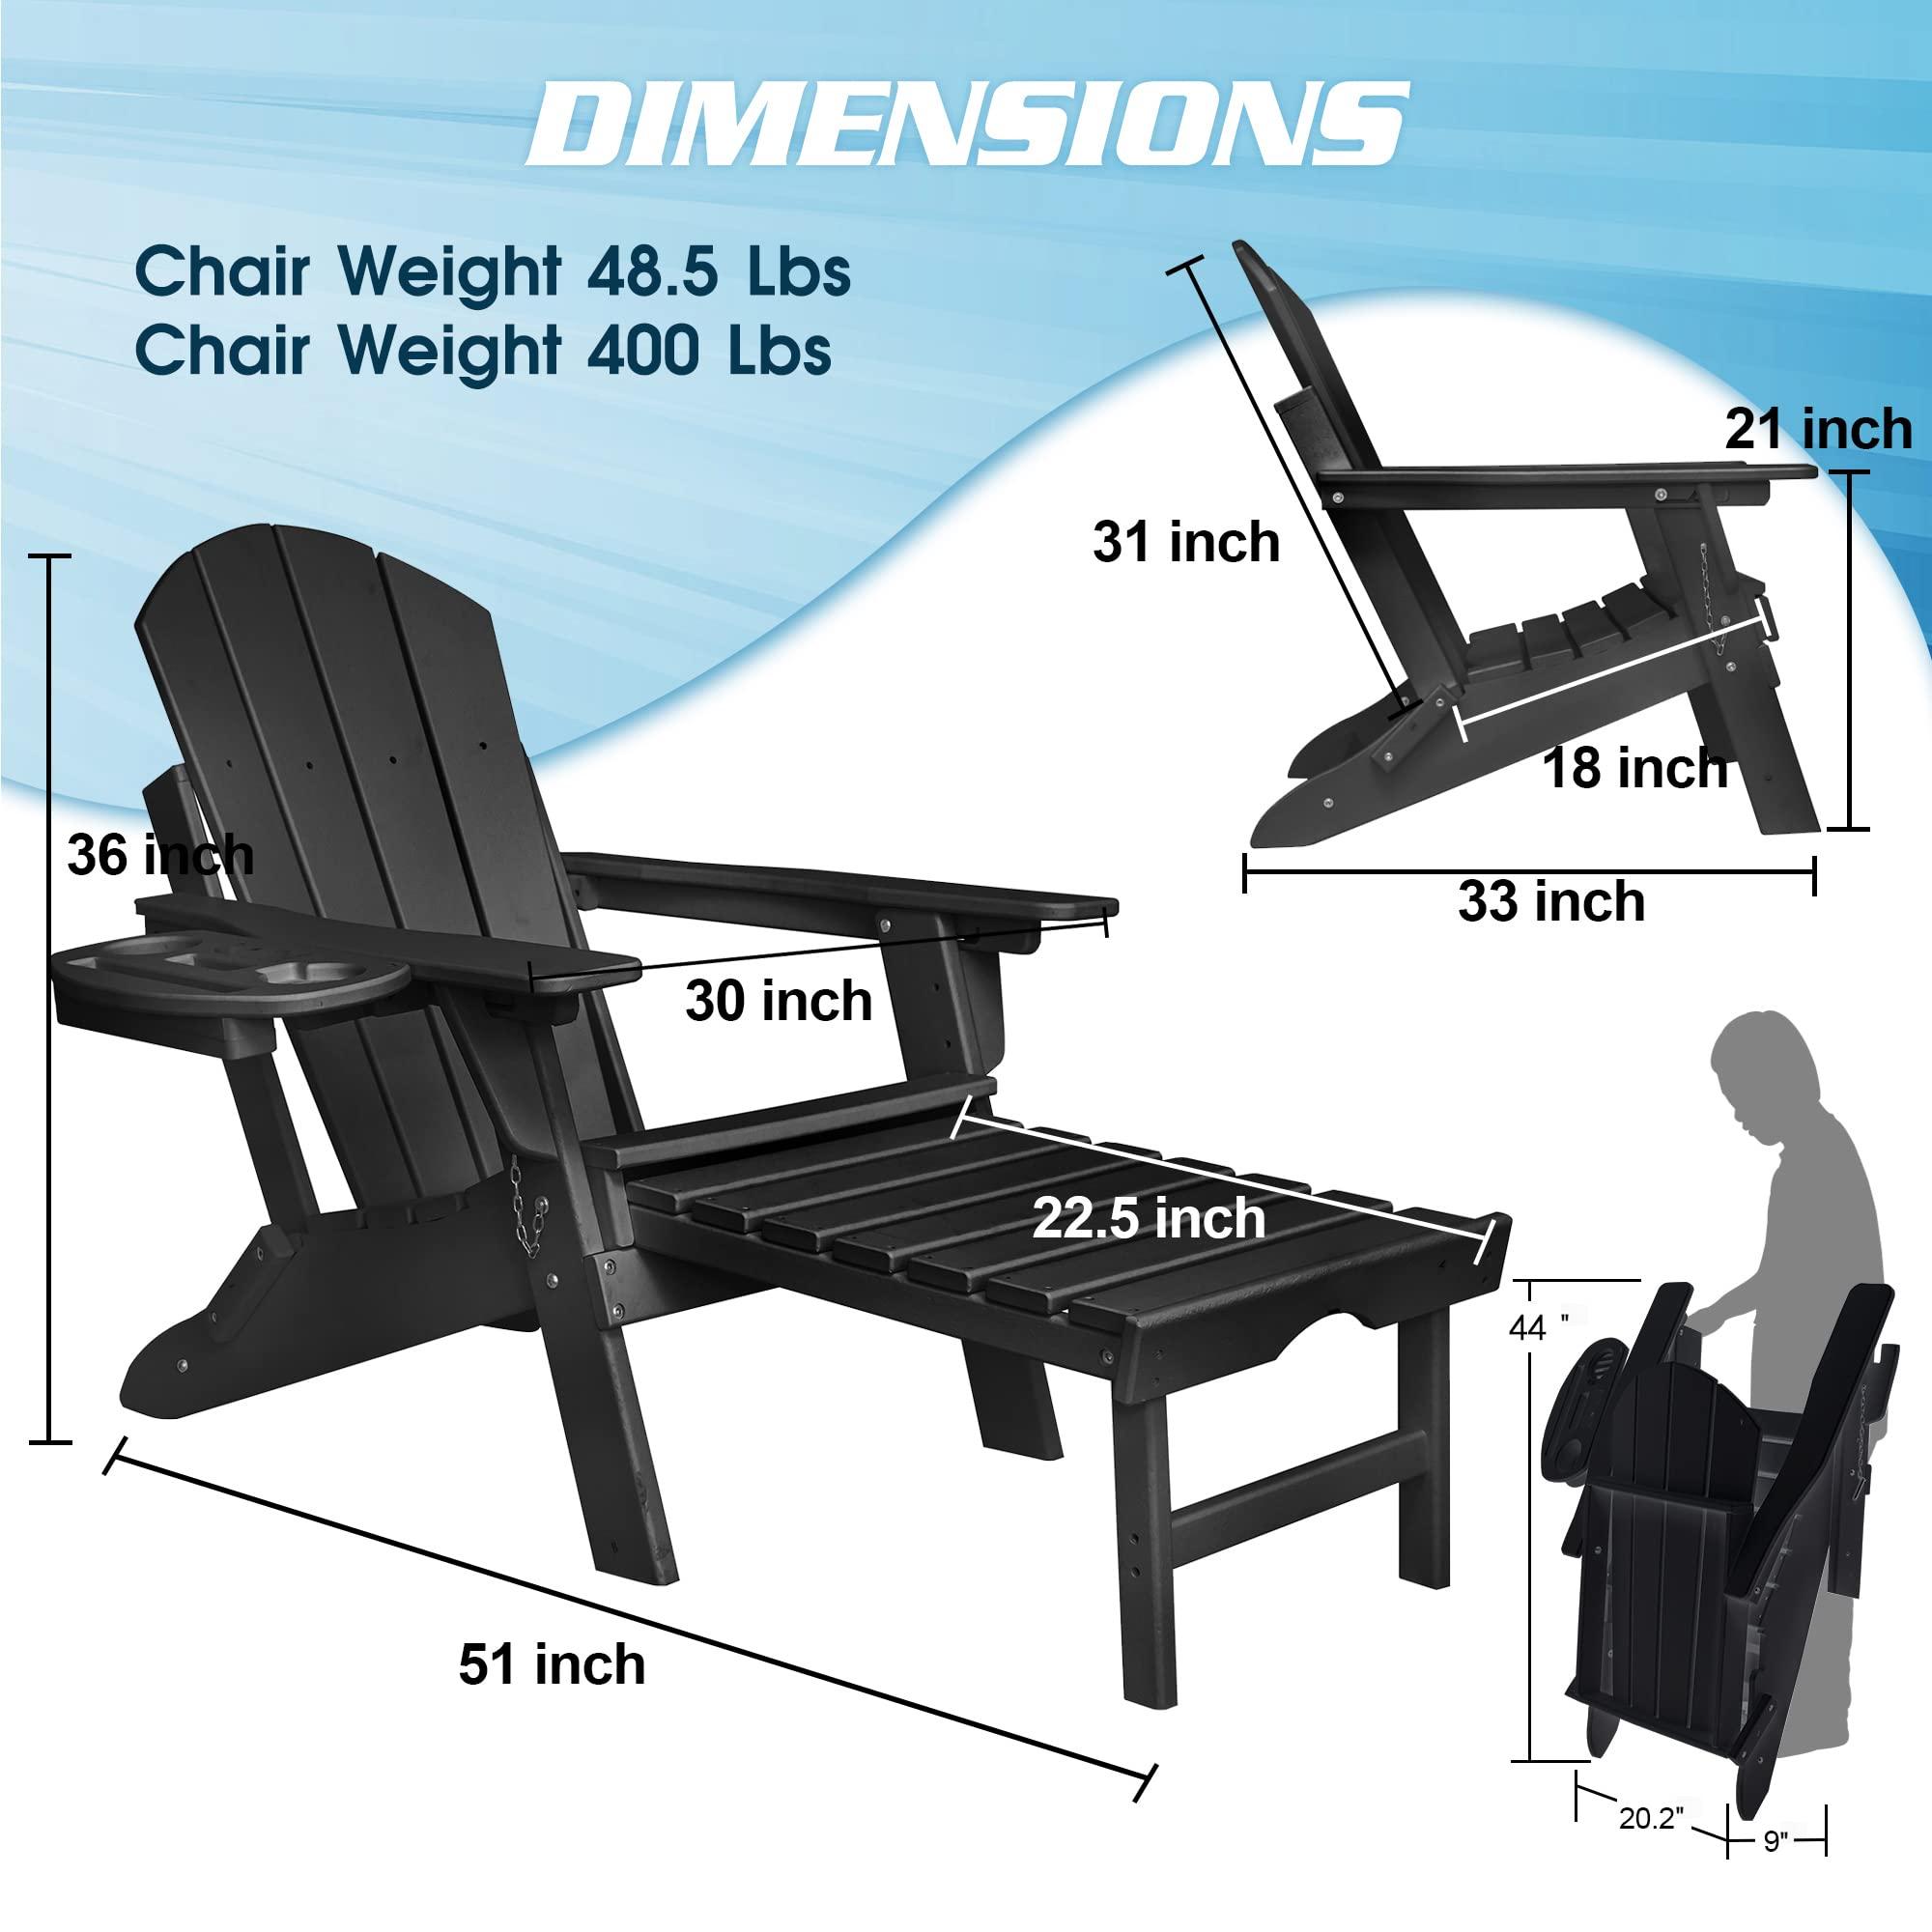 DIMENSIONS
Chair Weight 48.5 Lbs
Chair Weight 400 Lbs
21 inch
31 inch
18 inch
33 inch
36 inch
30 inch
22.5 inch
51 inch
44 "
20.2"
9"